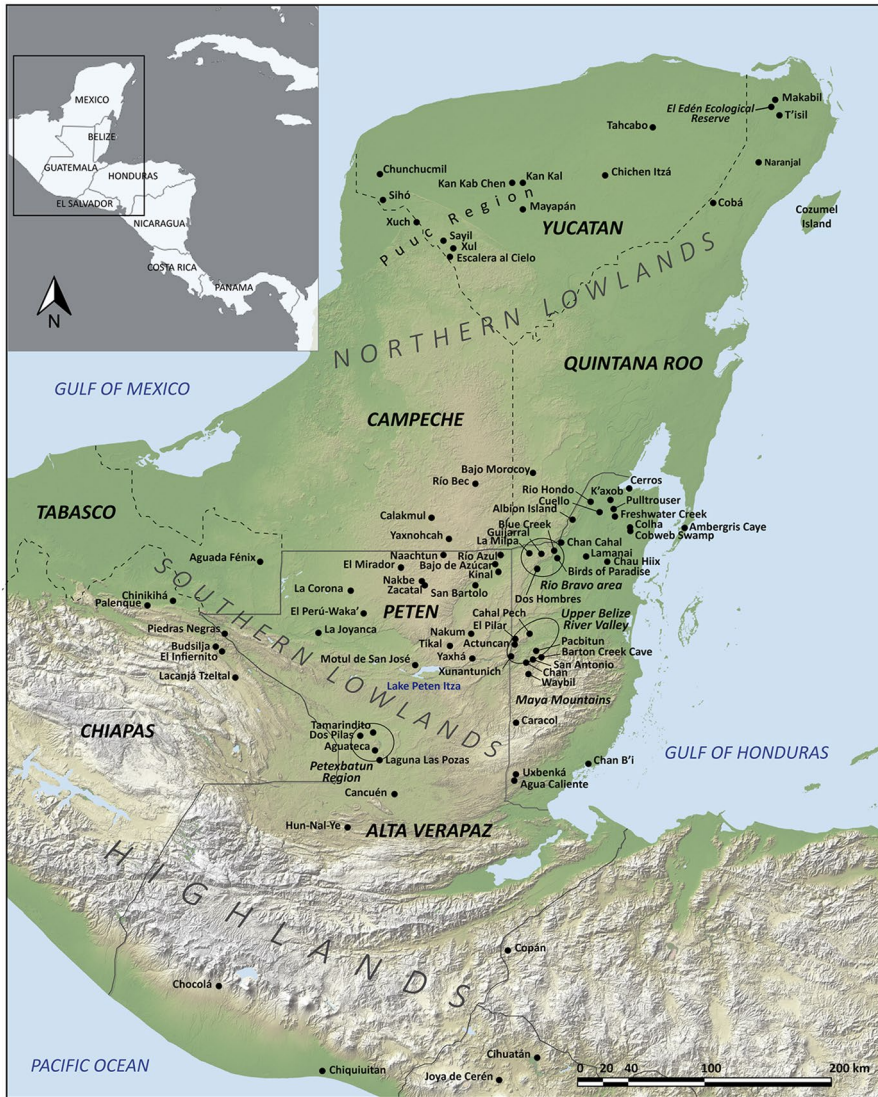 MEXICO
BELIZE
GUATEMALA
HONDURAS
EL SALVADOR
NICARAGUA
COSTA RICA
PANAMA
N
Makabil
El Edén Ecological
Reserve
T'isil
Tahcabo
Naranjal
Chunchucmil
Kan Kab Chen
Kan Kal
Chichen Itzá
Sihó
Mayapán
Cobá
Cozumel
Island
Xuch
Puuc Region
YUCATAN
Sayil
Xul
Escalera al Cielo
NORTHERN LOWLANDS
QUINTANA ROO
GULF OF MEXICO
CAMPECHE
Bajo Morocoy
Río Bec
Cerros
Rio Hondo
K'axob
Cuello
Pulltrouser
Albion Island
Freshwater Creek
TABASCO
Calakmul
Blue Creek
Colha
Ambergris Caye
Guijarral
Cobweb Swamp
Yaxnohcah
La Milpa
Chan Cahal
Aguada Fénix
Naachtun
Río Azul
Lamanai
El Mirador
Bajo de Azúcar
Chau Hiix
Kinal
Birds of Paradise
Nakbe
Zacatal
San Bartolo
Rio Bravo area
La Corona
Dos Hombres
Chinikihá
Palenque
El Perú-Waka'
PETEN
Cahal Pech
Upper Belize
River Valley
El Pilar
Piedras Negras
La Joyanca
Nakum
Actuncan
Pacbitun
Budsilja
Tikal
Barton Creek Cave
El Infiernito
Yaxhá
San Antonio
Motul de San José
Xunantunich
Chan
Lacanjá Tzeltal
Waybil
Lake Peten Itza
Maya Mountains
SOUTHERN LOWLANDS
CHIAPAS
Caracol
Tamarindito
Dos Pilas
Aguateca
GULF OF HONDURAS
Laguna Las Pozas
Chan B'i
Petexbatun
Region
Uxbenká
Agua Caliente
Cancuén
Hun-Nal-Ye
ALTA VERAPAZ
HIGHLANDS
Copán
Chocolá
PACIFIC OCEAN
Chiquiuitan
Cihuatán
Joya de Cerén
0 20 40 100 200 km